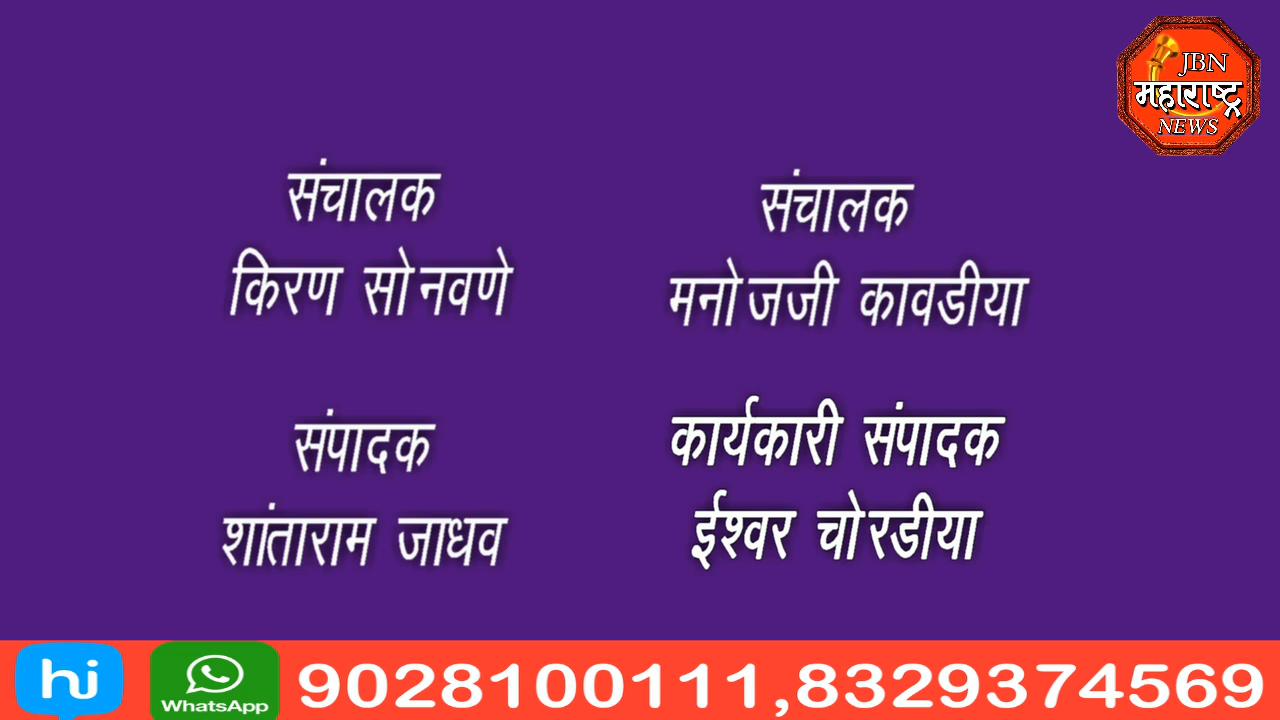 JBN
महाराष्ट्र
NEWS
संचालक
किरण सोनवणे
संचालक
मनोजजी कावडीया
संपादक
शांताराम जाधव
कार्यकारी संपादक
ईश्वर चोरडीया
hi
WhatsApp
9028100111,8329374569